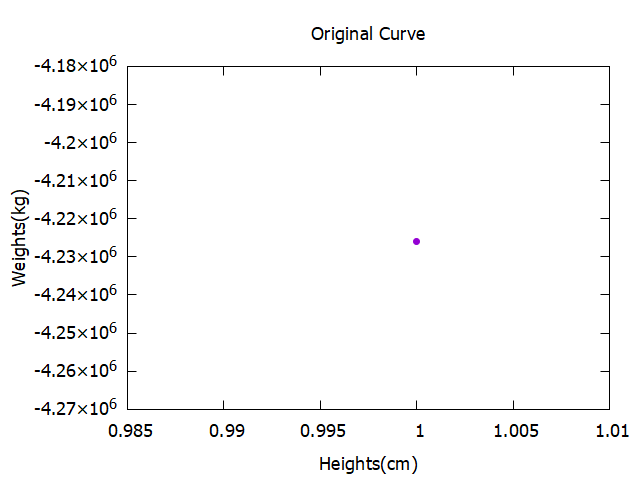 Original Curve
-4.18×10⁶
-4.19×10⁶
-4.2×10⁶
-4.21×10⁶
-4.22×10⁶
-4.23×10⁶
-4.24×10⁶
-4.25×10⁶
-4.26×10⁶
-4.27×10⁶
Weights(kg)
0.985 0.99 0.995 1 1.005 1.01
Heights(cm)